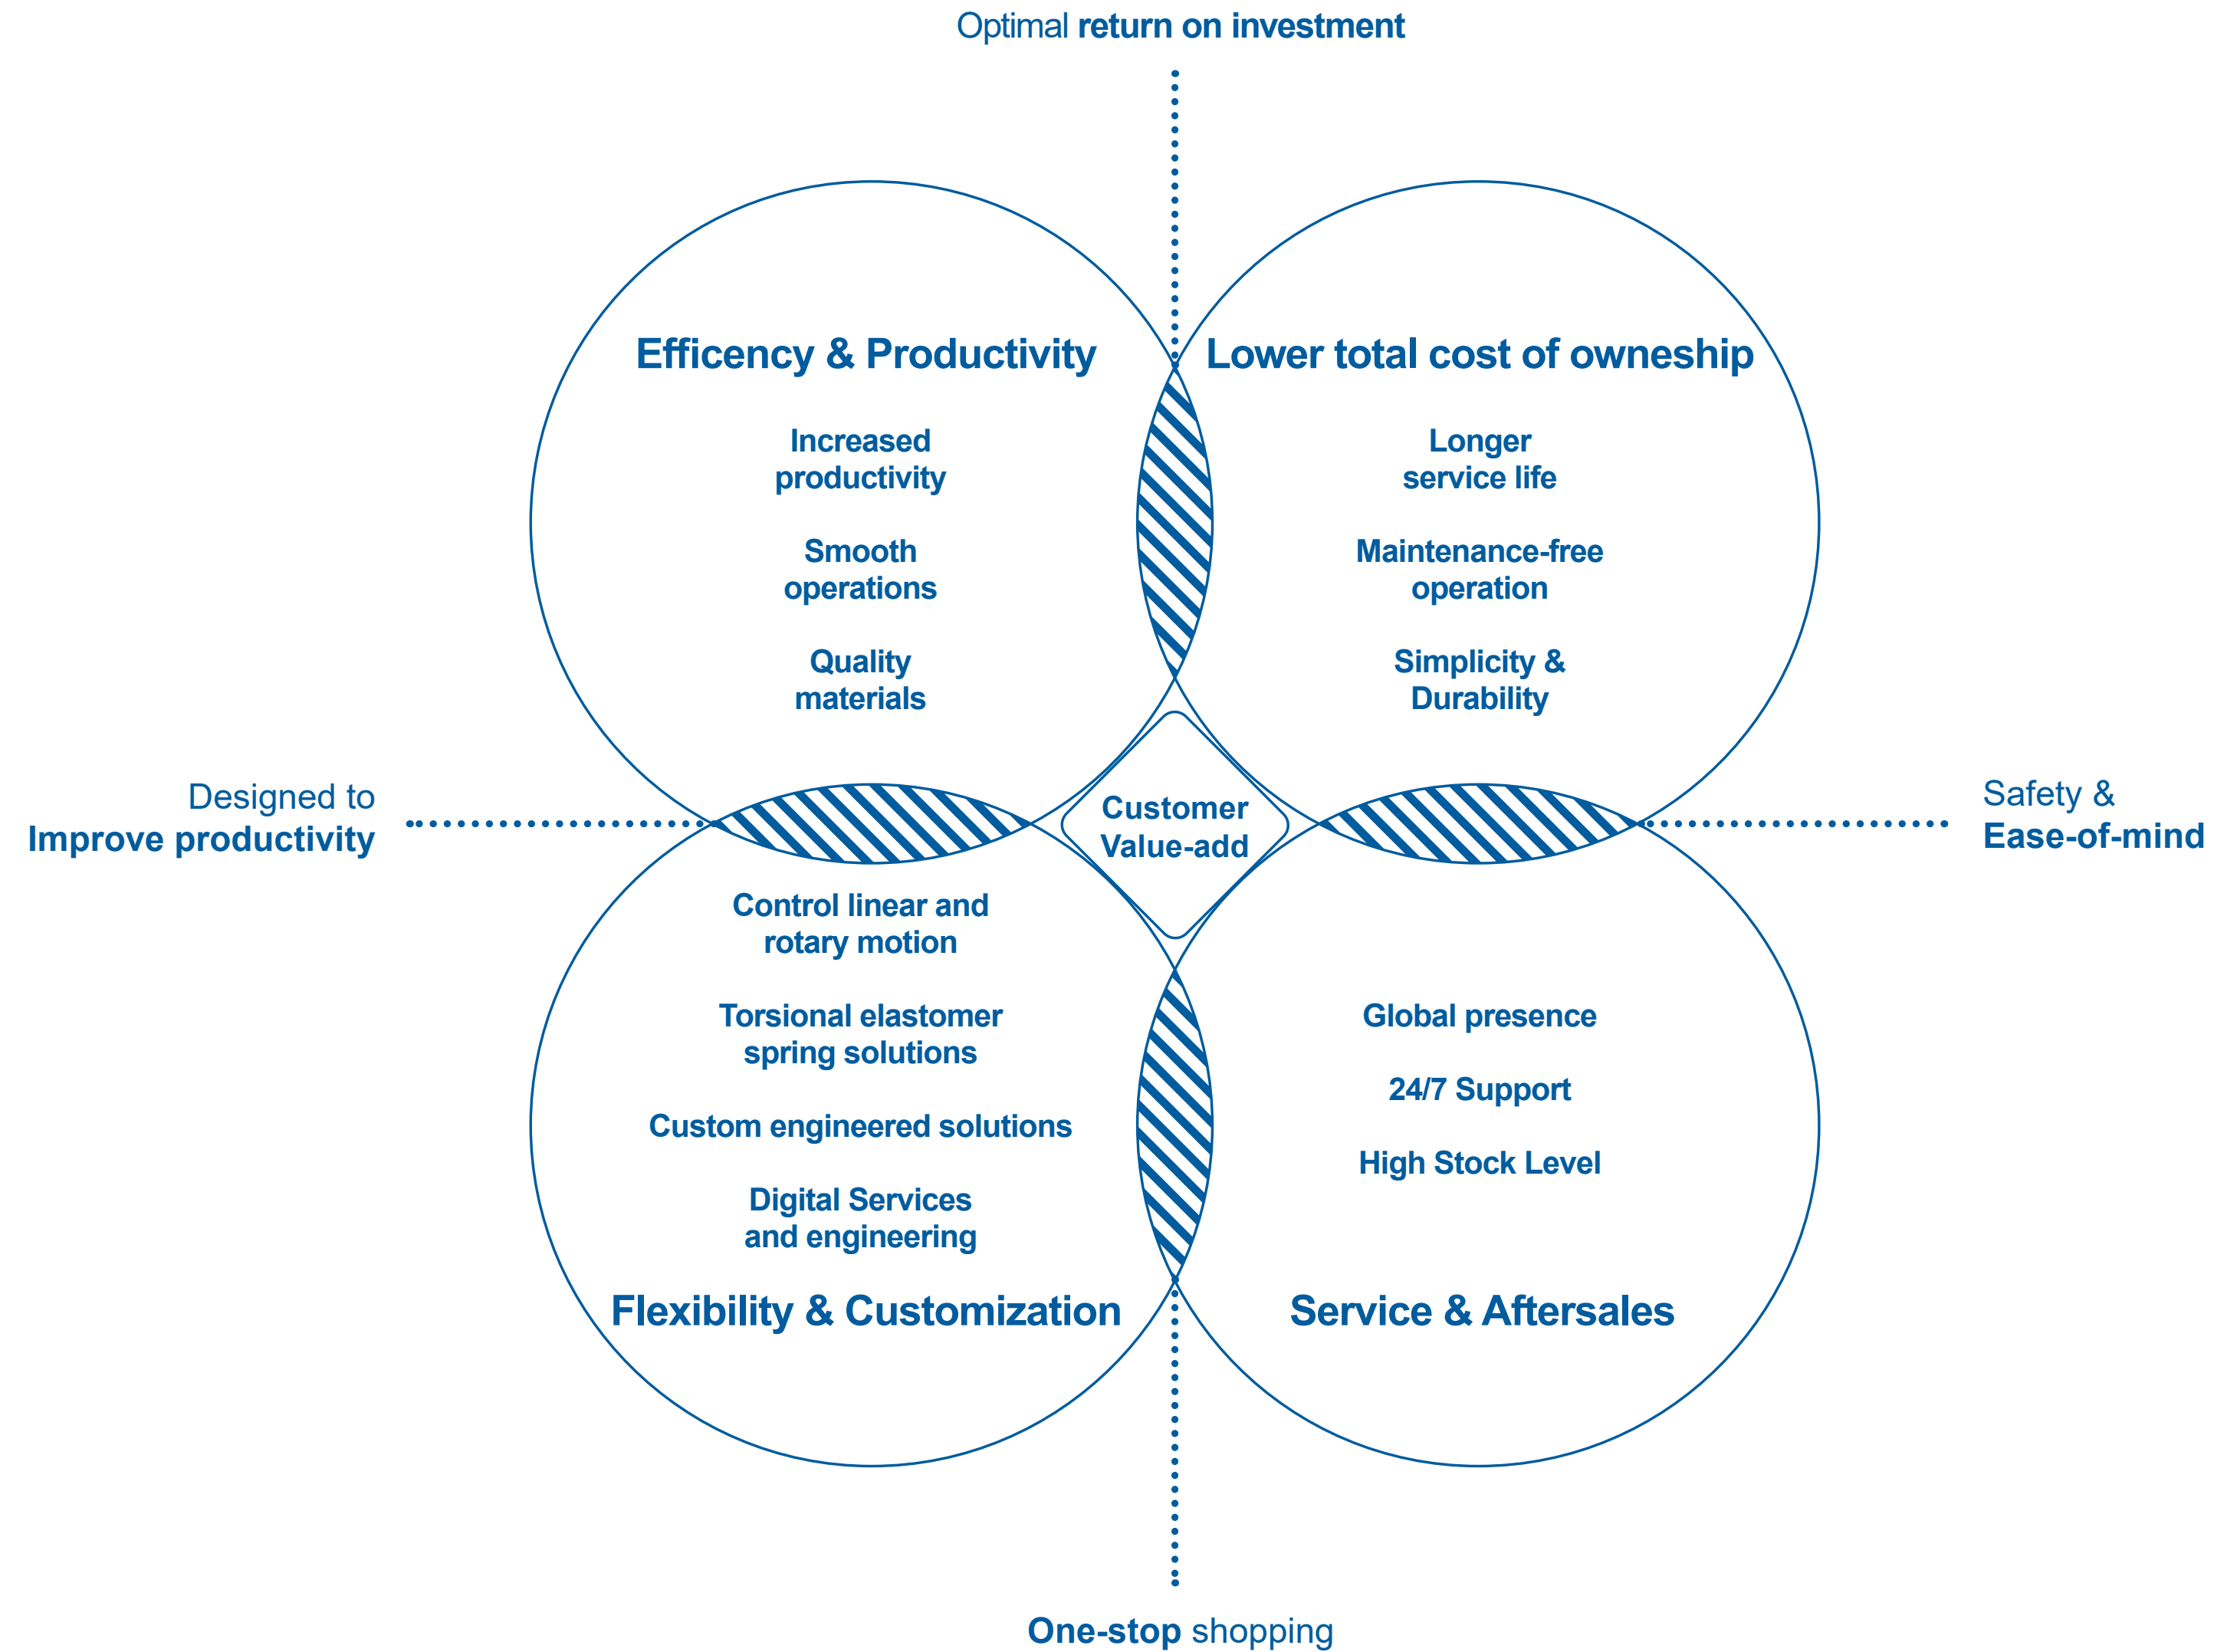 Optimal return on investment
Efficency & Productivity
Increased
productivity
Smooth
operations
Quality
materials
Lower total cost of owneship
Longer
service life
Maintenance-free
operation
Simplicity &
Durability
Designed to
Improve productivity
Customer
Value-add
Safety &
Ease-of-mind
Control linear and
rotary motion
Torsional elastomer
spring solutions
Custom engineered solutions
Digital Services
and engineering
Flexibility & Customization
Global presence
24/7 Support
High Stock Level
Service & Aftersales
One-stop shopping